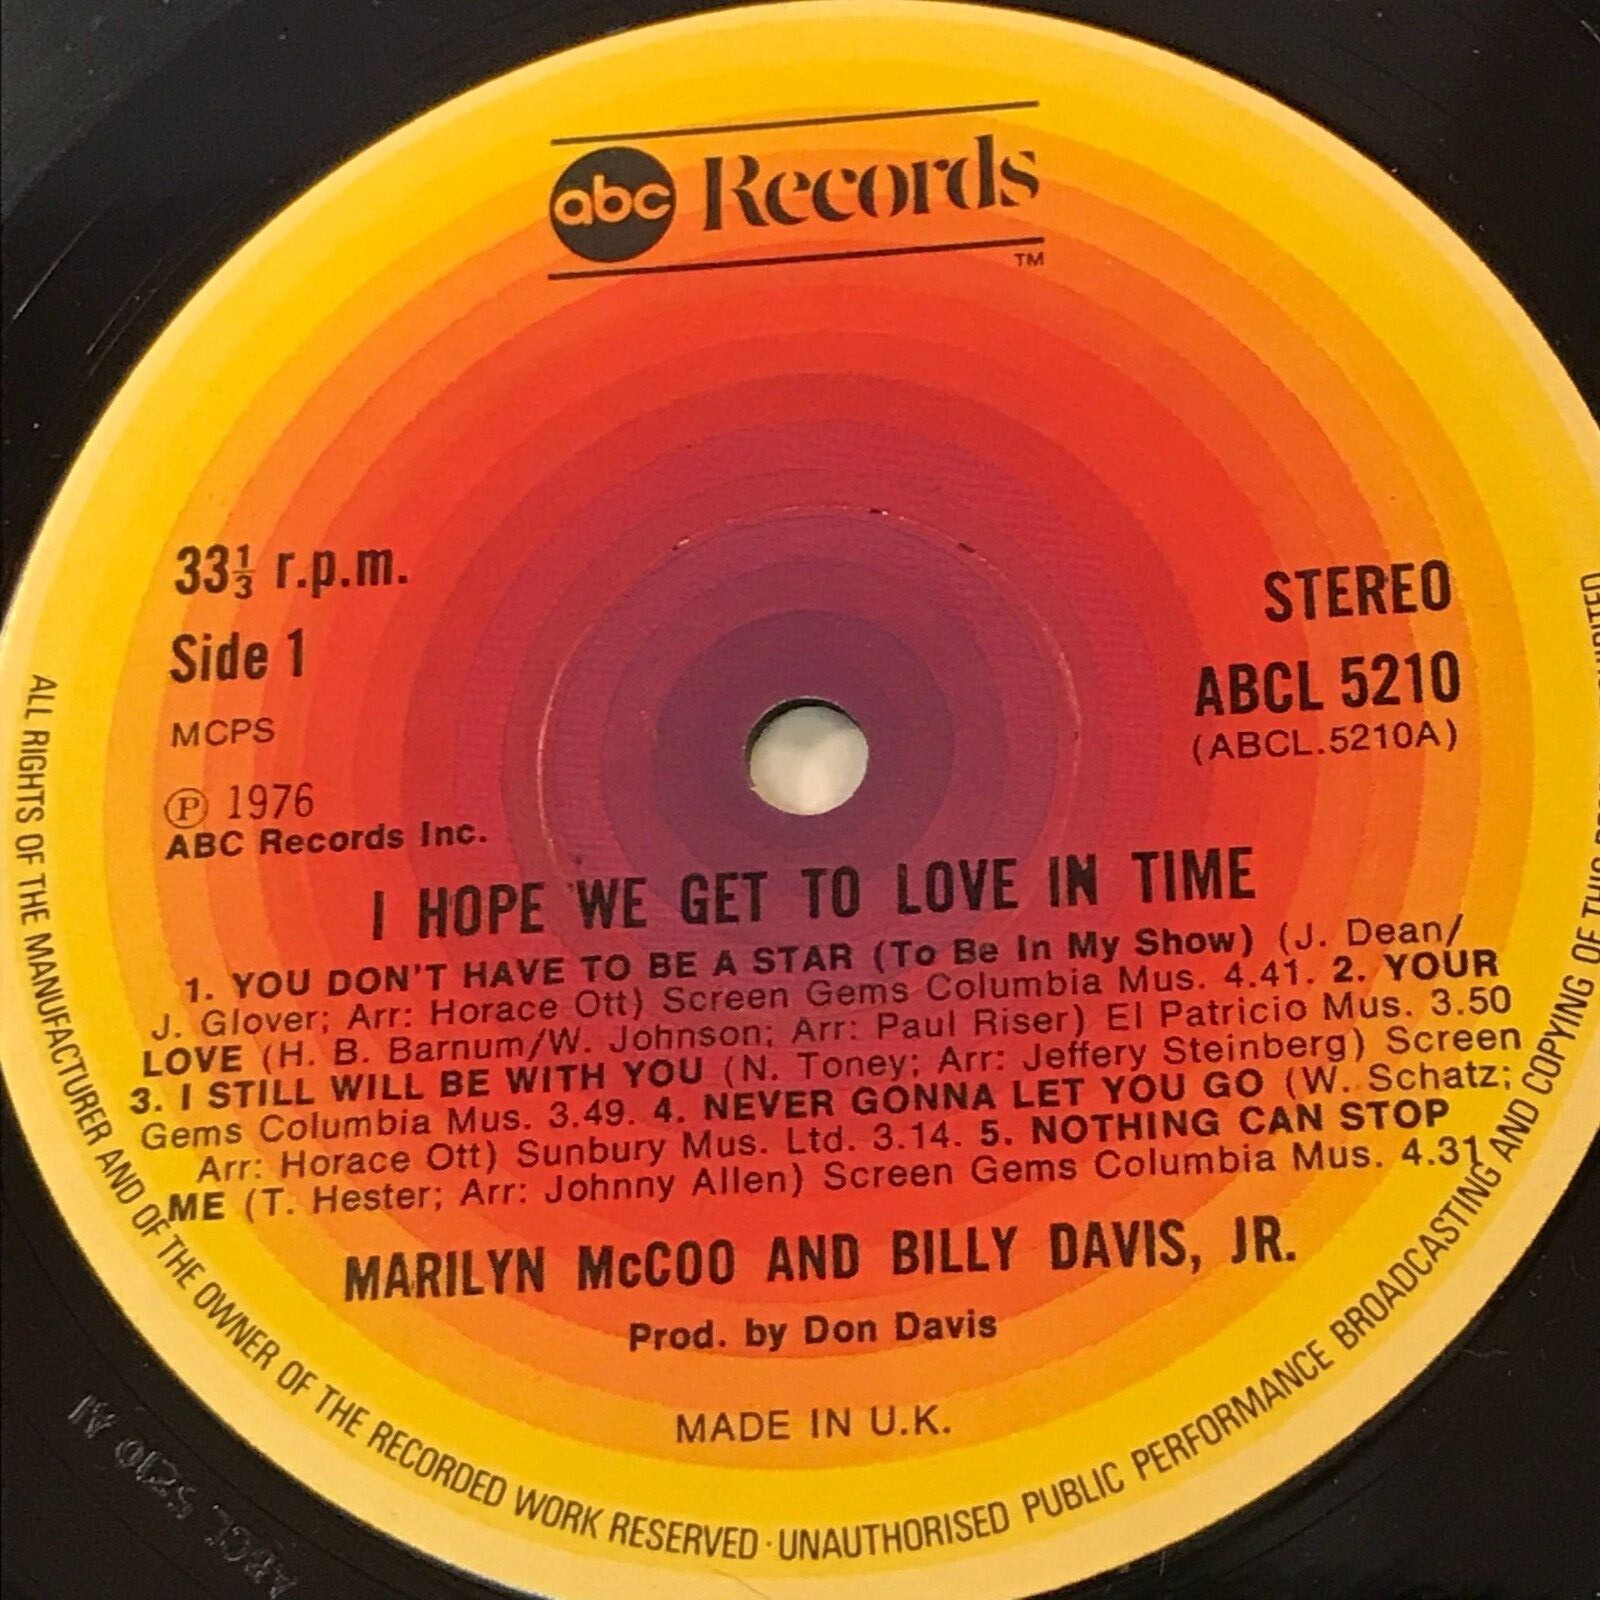 abc Records
TM
33⅓ r.p.m.
Side 1
MCPS
Ⓟ 1976
ABC Records Inc.
STEREO
ABCL 5210
(ABCL.5210A)
I HOPE WE GET TO LOVE IN TIME
1. YOU DON'T HAVE TO BE A STAR (To Be In My Show) (J. Dean/
J. Glover; Arr: Horace Ott) Screen Gems Columbia Mus. 4.41. 2. YOUR
LOVE (H. B. Barnum/W. Johnson; Arr: Paul Riser) El Patricio Mus. 3.50
3. I STILL WILL BE WITH YOU (N. Toney; Arr: Jeffery Steinberg) Screen
Gems Columbia Mus. 3.49. 4. NEVER GONNA LET YOU GO (W. Schatz;
Arr: Horace Ott) Sunbury Mus. Ltd. 3.14. 5. NOTHING CAN STOP
ME (T. Hester; Arr: Johnny Allen) Screen Gems Columbia Mus. 4.31
MARILYN McCOO AND BILLY DAVIS, JR.
Prod. by Don Davis
MADE IN U.K.
ALL RIGHTS OF THE MANUFACTURER AND OF THE OWNER OF THE RECORDED WORK RESERVED · UNAUTHORISED PUBLIC PERFORMANCE BROADCASTING AND COPYING OF THIS
ABCL 5210 A1